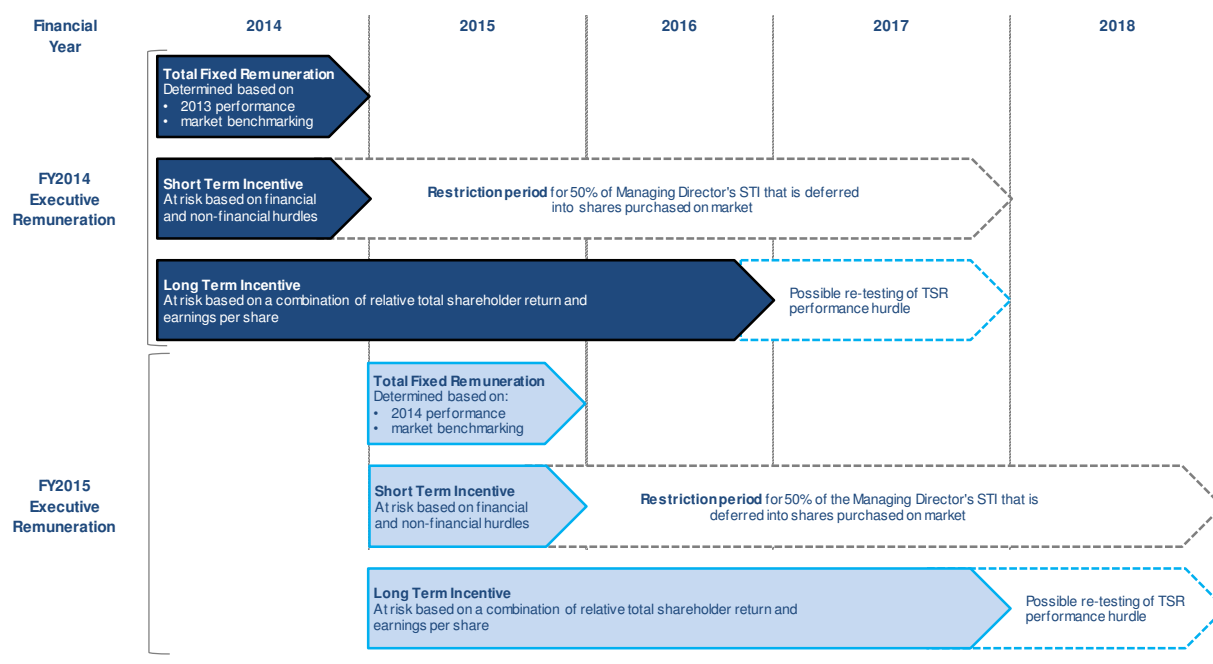 Financial
Year
2014
2015
2016
2017
2018
FY2014
Executive
Remuneration
Total Fixed Remuneration
Determined based on
• 2013 performance
• market benchmarking
Short Term Incentive
At risk based on financial
and non-financial hurdles
Restriction period for 50% of Managing Director's STI that is deferred
into shares purchased on market
Long Term Incentive
At risk based on a combination of relative total shareholder return and
earnings per share
Possible re-testing of TSR
performance hurdle
FY2015
Executive
Remuneration
Total Fixed Remuneration
Determined based on:
• 2014 performance
• market benchmarking
Short Term Incentive
At risk based on financial
and non-financial hurdles
Restriction period for 50% of the Managing Director's STI that is
deferred into shares purchased on market
Long Term Incentive
At risk based on a combination of relative total shareholder return and
earnings per share
Possible re-testing of TSR
performance hurdle